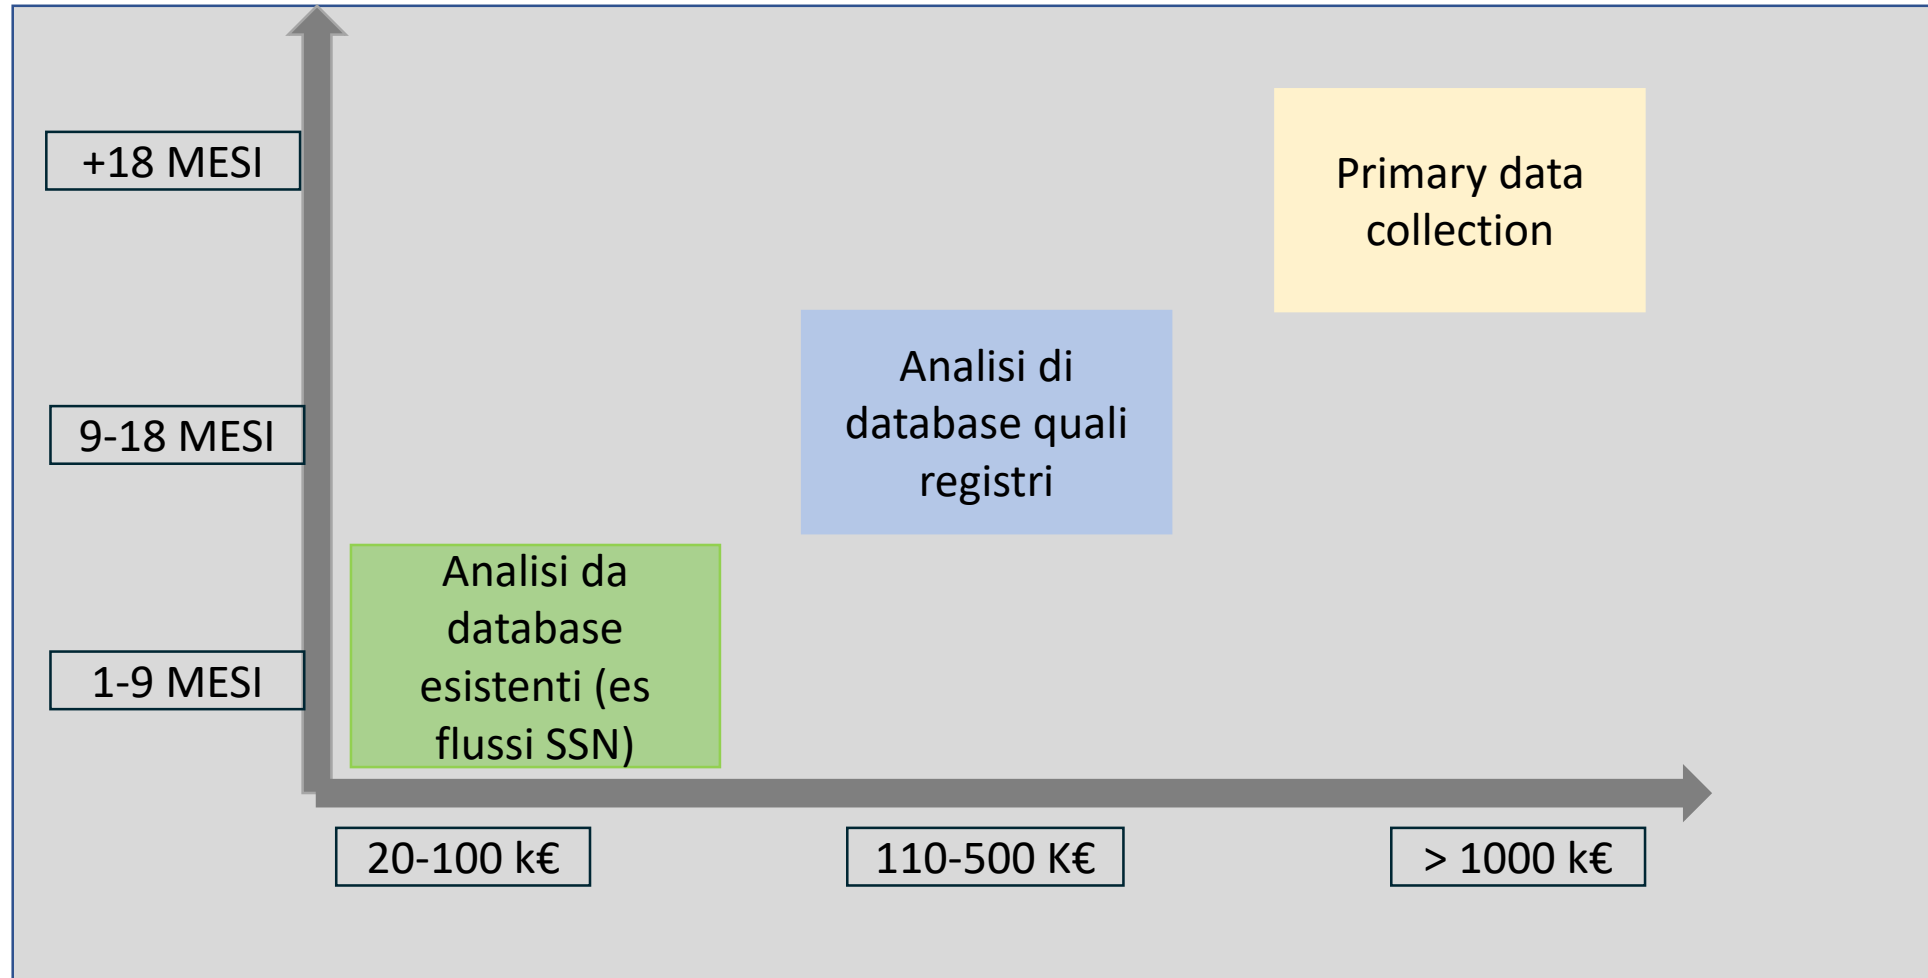 +18 MESI
Primary data
collection
9-18 MESI
Analisi di
database quali
registri
1-9 MESI
Analisi da
database
esistenti (es
flussi SSN)
20-100 k€
110-500 K€
> 1000 k€